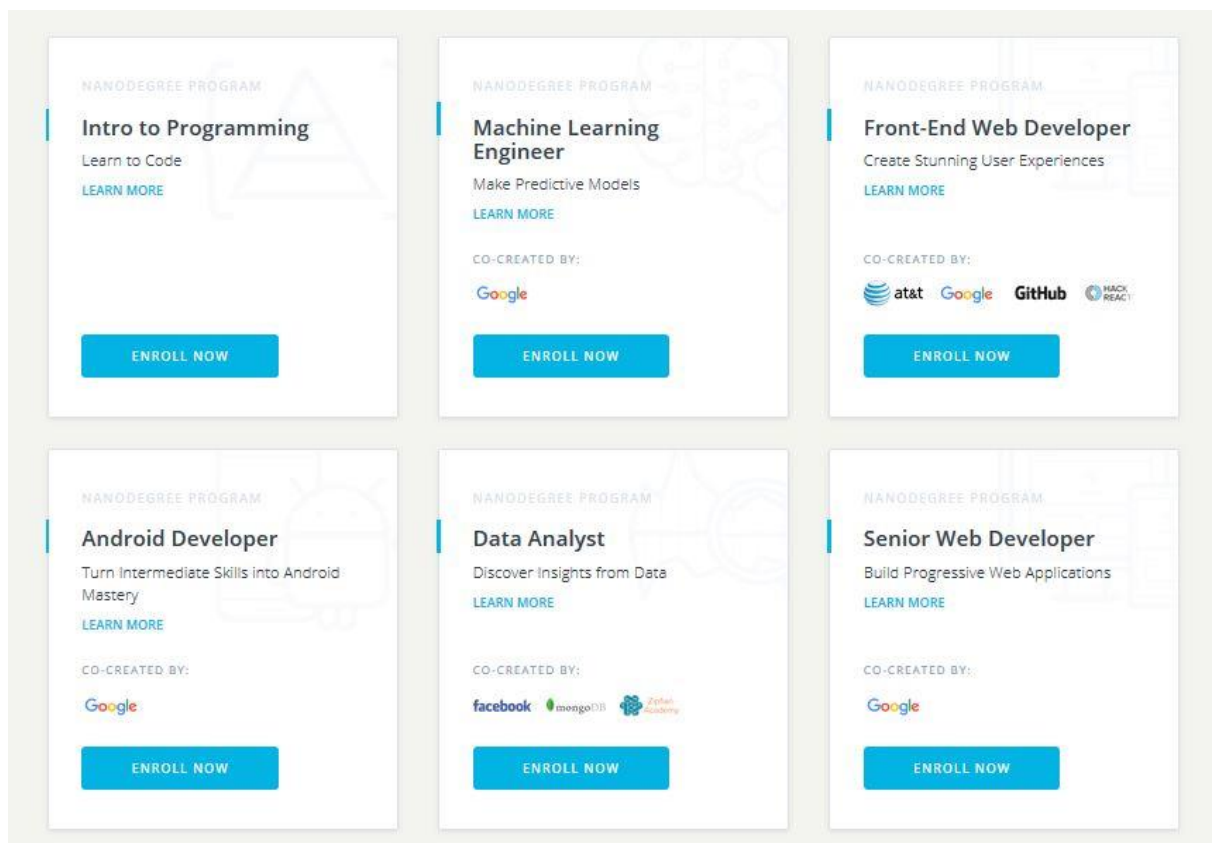 NANODEGREE PROGRAM
Intro to Programming
Learn to Code
LEARN MORE
ENROLL NOW
NANODEGREE PROGRAM
Machine Learning
Engineer
Make Predictive Models
LEARN MORE
CO-CREATED BY:
Google
ENROLL NOW
NANODEGREE PROGRAM
Front-End Web Developer
Create Stunning User Experiences
LEARN MORE
CO-CREATED BY:
at&t Google GitHub HACK
REACT
ENROLL NOW
NANODEGREE PROGRAM
Android Developer
Turn Intermediate Skills into Android
Mastery
LEARN MORE
CO-CREATED BY:
Google
ENROLL NOW
NANODEGREE PROGRAM
Data Analyst
Discover Insights from Data
LEARN MORE
CO-CREATED BY:
facebook mongoDB Zipfian
Academy
ENROLL NOW
NANODEGREE PROGRAM
Senior Web Developer
Build Progressive Web Applications
LEARN MORE
CO-CREATED BY:
Google
ENROLL NOW